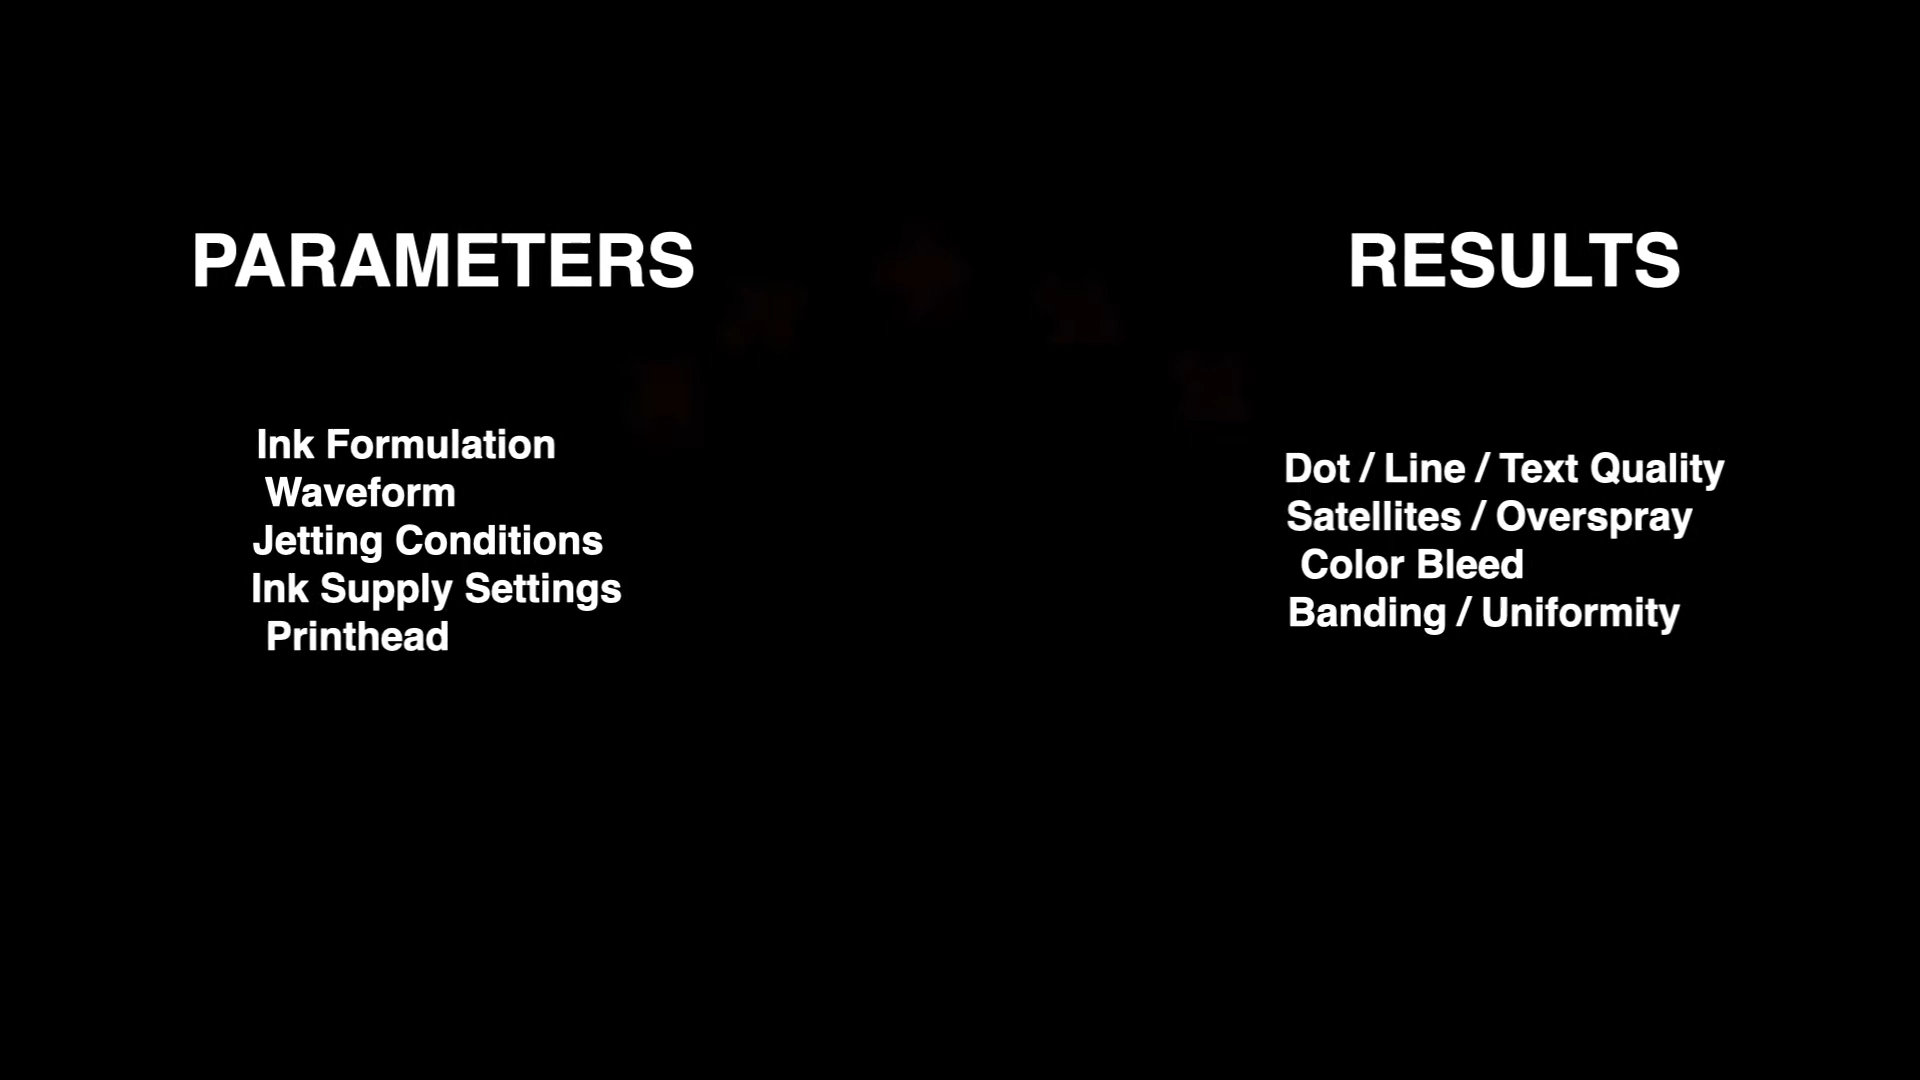 PARAMETERS
Ink Formulation
Waveform
Jetting Conditions
Ink Supply Settings
Printhead
RESULTS
Dot / Line / Text Quality
Satellites / Overspray
Color Bleed
Banding / Uniformity